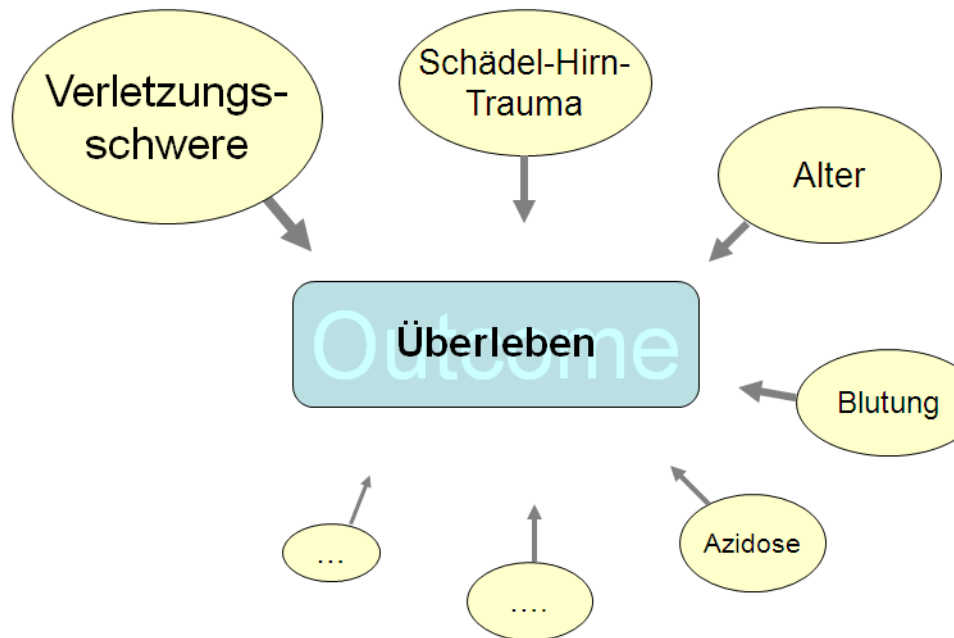 Verletzungs-
schwere
Schädel-Hirn-
Trauma
Alter
Outcome
Überleben
Blutung
Azidose
...
....